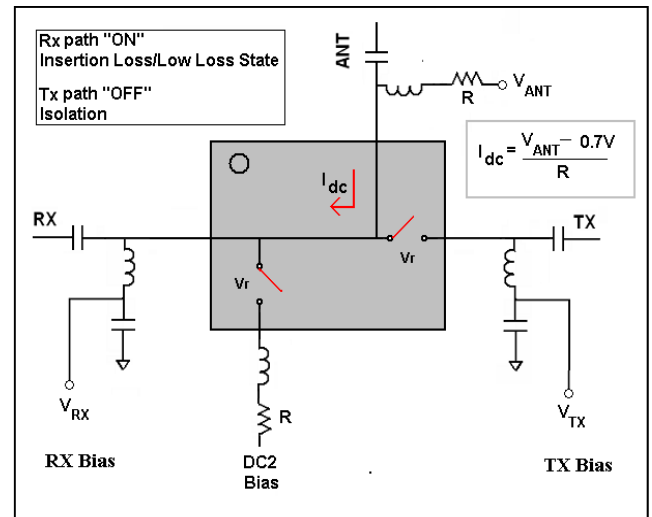 Rx path "ON"
Insertion Loss/Low Loss State
Tx path "OFF"
Isolation
ANT
R
V_ANT
I_dc = (V_ANT − 0.7V) / R
I_dc
RX
TX
Vr
Vr
R
V_RX
V_TX
RX Bias
DC2
Bias
TX Bias